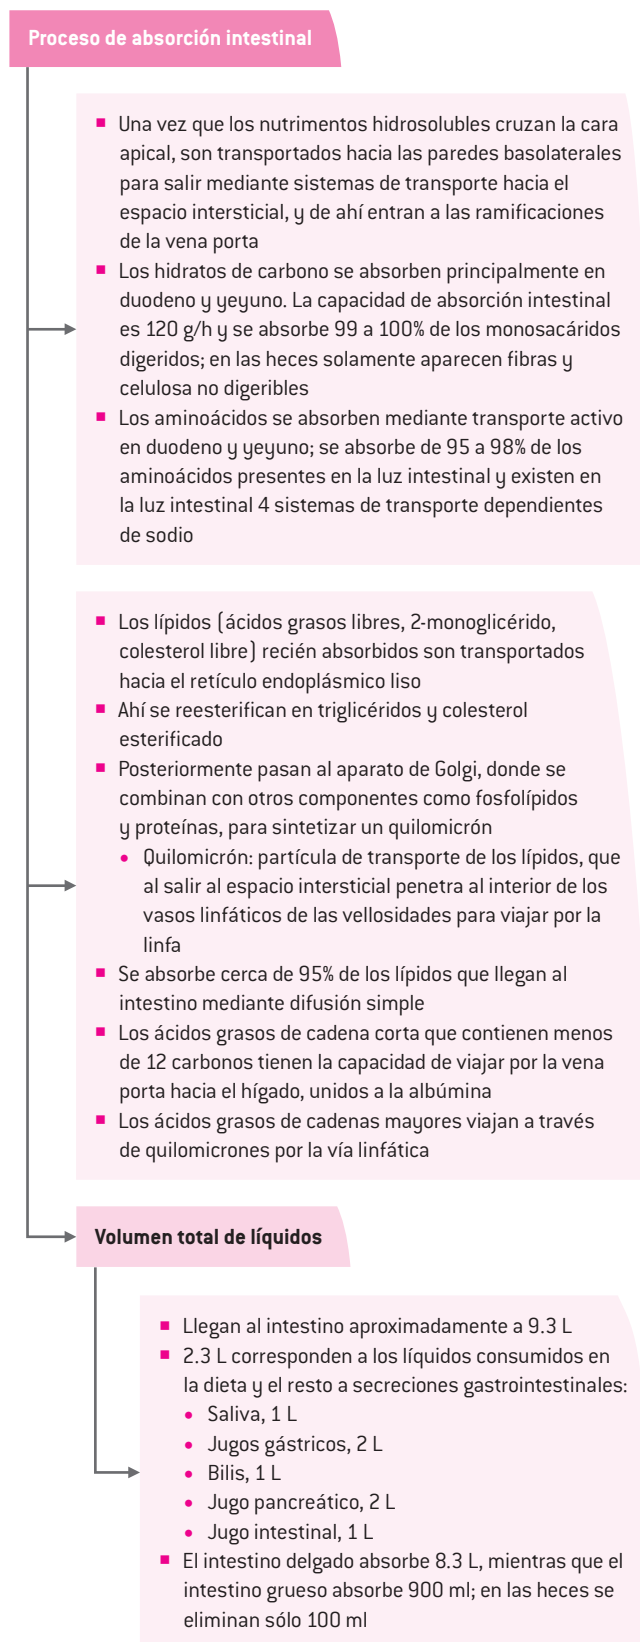 Proceso de absorción intestinal
▪ Una vez que los nutrimentos hidrosolubles cruzan la cara
apical, son transportados hacia las paredes basolaterales
para salir mediante sistemas de transporte hacia el
espacio intersticial, y de ahí entran a las ramificaciones
de la vena porta
▪ Los hidratos de carbono se absorben principalmente en
duodeno y yeyuno. La capacidad de absorción intestinal
es 120 g/h y se absorbe 99 a 100% de los monosacáridos
digeridos; en las heces solamente aparecen fibras y
celulosa no digeribles
▪ Los aminoácidos se absorben mediante transporte activo
en duodeno y yeyuno; se absorbe de 95 a 98% de los
aminoácidos presentes en la luz intestinal y existen en
la luz intestinal 4 sistemas de transporte dependientes
de sodio
▪ Los lípidos (ácidos grasos libres, 2-monoglicérido,
colesterol libre) recién absorbidos son transportados
hacia el retículo endoplásmico liso
▪ Ahí se reesterifican en triglicéridos y colesterol
esterificado
▪ Posteriormente pasan al aparato de Golgi, donde se
combinan con otros componentes como fosfolípidos
y proteínas, para sintetizar un quilomicrón
• Quilomicrón: partícula de transporte de los lípidos, que
al salir al espacio intersticial penetra al interior de los
vasos linfáticos de las vellosidades para viajar por la
linfa
▪ Se absorbe cerca de 95% de los lípidos que llegan al
intestino mediante difusión simple
▪ Los ácidos grasos de cadena corta que contienen menos
de 12 carbonos tienen la capacidad de viajar por la vena
porta hacia el hígado, unidos a la albúmina
▪ Los ácidos grasos de cadenas mayores viajan a través
de quilomicrones por la vía linfática
Volumen total de líquidos
▪ Llegan al intestino aproximadamente a 9.3 L
▪ 2.3 L corresponden a los líquidos consumidos en
la dieta y el resto a secreciones gastrointestinales:
• Saliva, 1 L
• Jugos gástricos, 2 L
• Bilis, 1 L
• Jugo pancreático, 2 L
• Jugo intestinal, 1 L
▪ El intestino delgado absorbe 8.3 L, mientras que el
intestino grueso absorbe 900 ml; en las heces se
eliminan sólo 100 ml